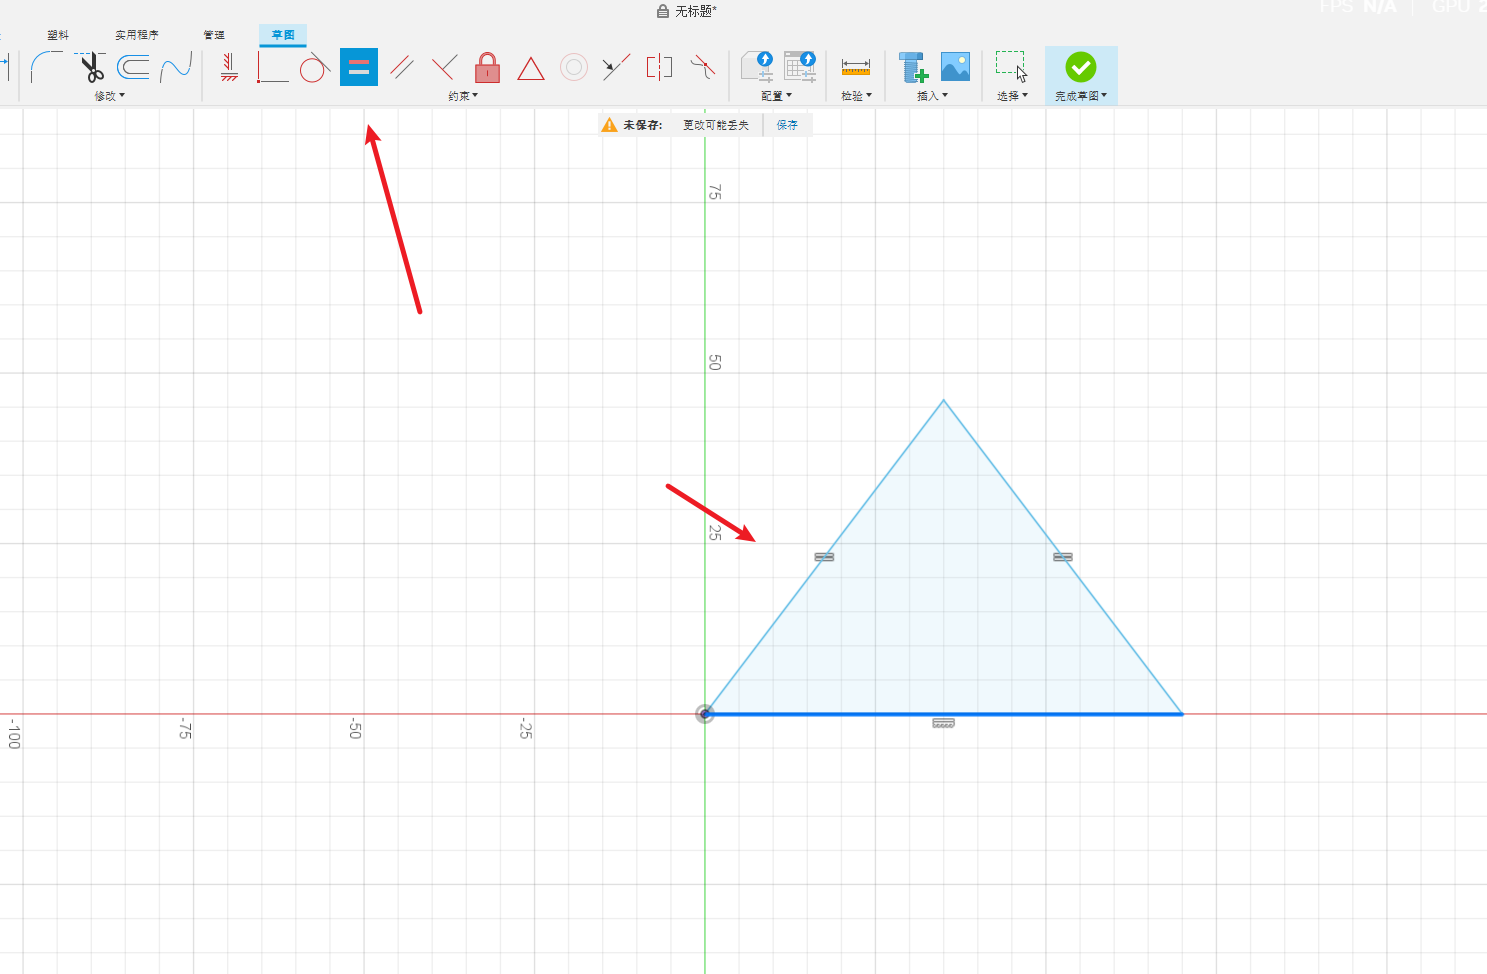 无标题*
FPS N/A | GPU 2
塑料 实用程序 管理 草图
修改 约束 配置 检验 插入 选择 完成草图
未保存: 更改可能丢失 保存
75
50
25
-100 -75 -50 -25